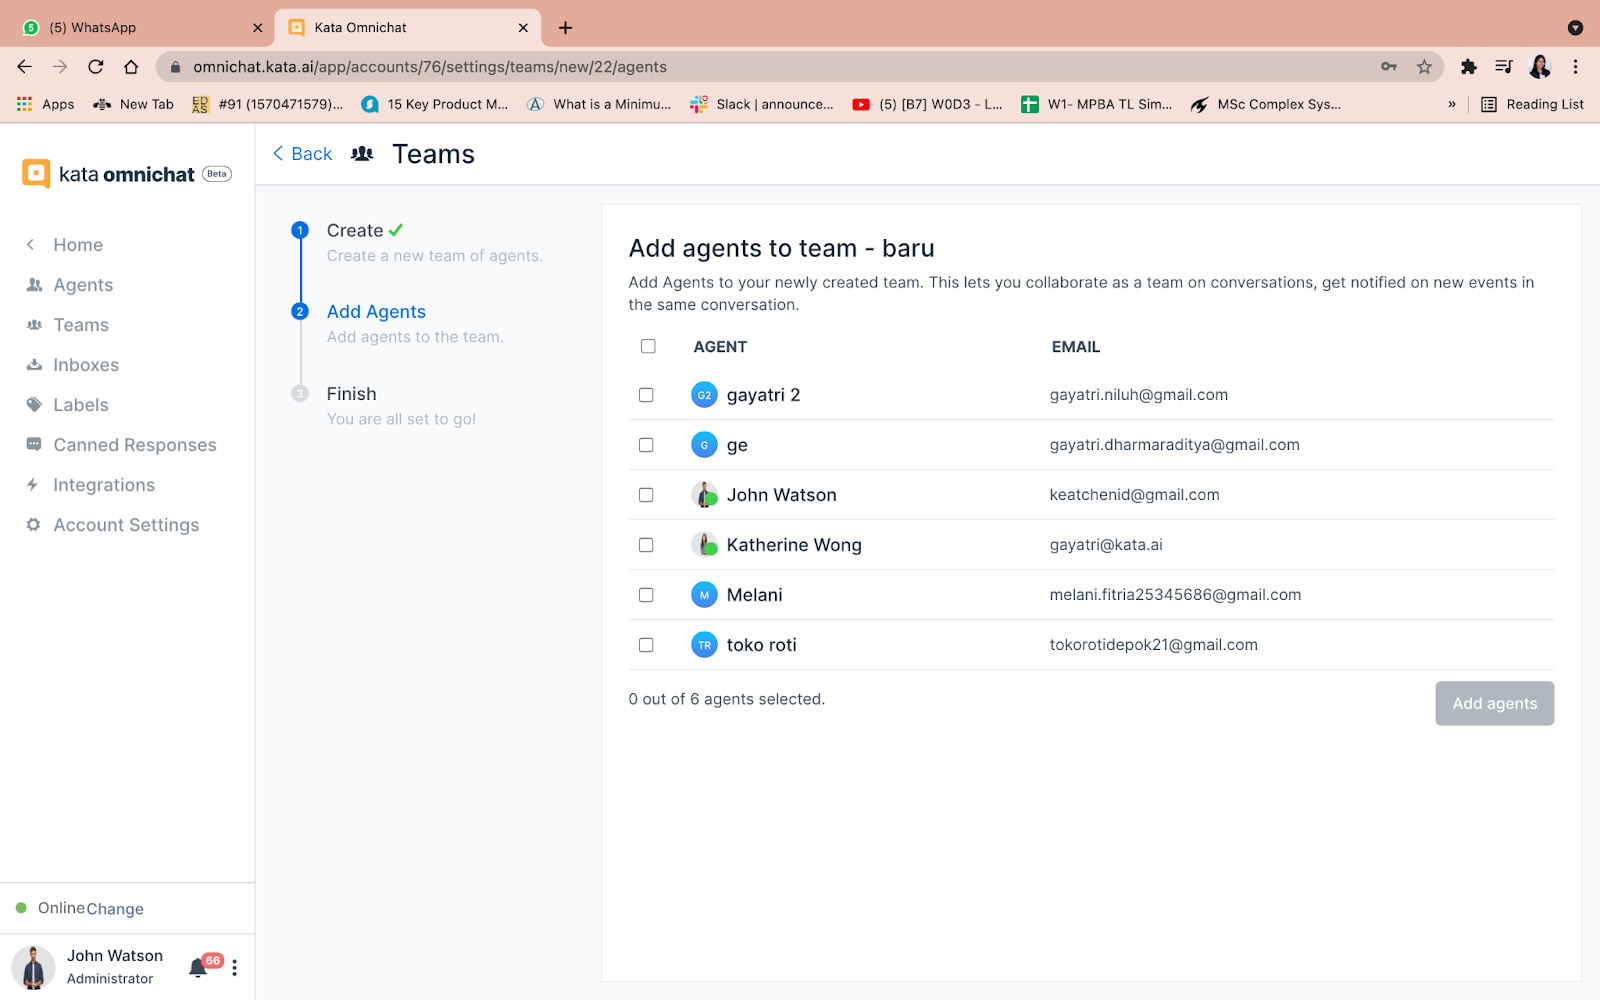 5 (5) WhatsApp
Kata Omnichat
omnichat.kata.ai/app/accounts/76/settings/teams/new/22/agents
Apps
New Tab
EDAS #91 (1570471579)...
15 Key Product M...
What is a Minimu...
Slack | announce...
(5) [B7] W0D3 - L...
W1- MPBA TL Sim...
MSc Complex Sys...
»
Reading List
kata omnichat Beta
Home
Agents
Teams
Inboxes
Labels
Canned Responses
Integrations
Account Settings
Online Change
John Watson
Administrator
66
Back Teams
1 Create
Create a new team of agents.
2 Add Agents
Add agents to the team.
3 Finish
You are all set to go!
Add agents to team - baru
Add Agents to your newly created team. This lets you collaborate as a team on conversations, get notified on new events in
the same conversation.
AGENT EMAIL
G2 gayatri 2 gayatri.niluh@gmail.com
G ge gayatri.dharmaraditya@gmail.com
John Watson keatchenid@gmail.com
Katherine Wong gayatri@kata.ai
M Melani melani.fitria25345686@gmail.com
TR toko roti tokorotidepok21@gmail.com
0 out of 6 agents selected.
Add agents